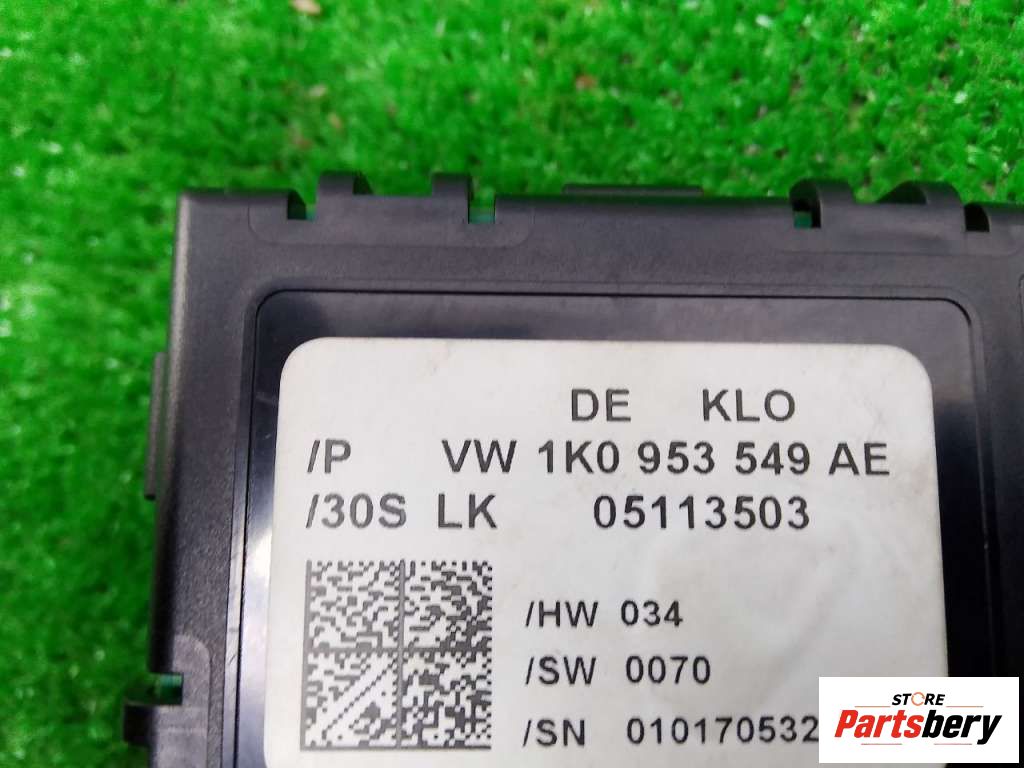 DE KLO
/P VW 1K0 953 549 AE
/30S LK 05113503
/HW 034
/SW 0070
/SN 010170532
STORE
Partsbery